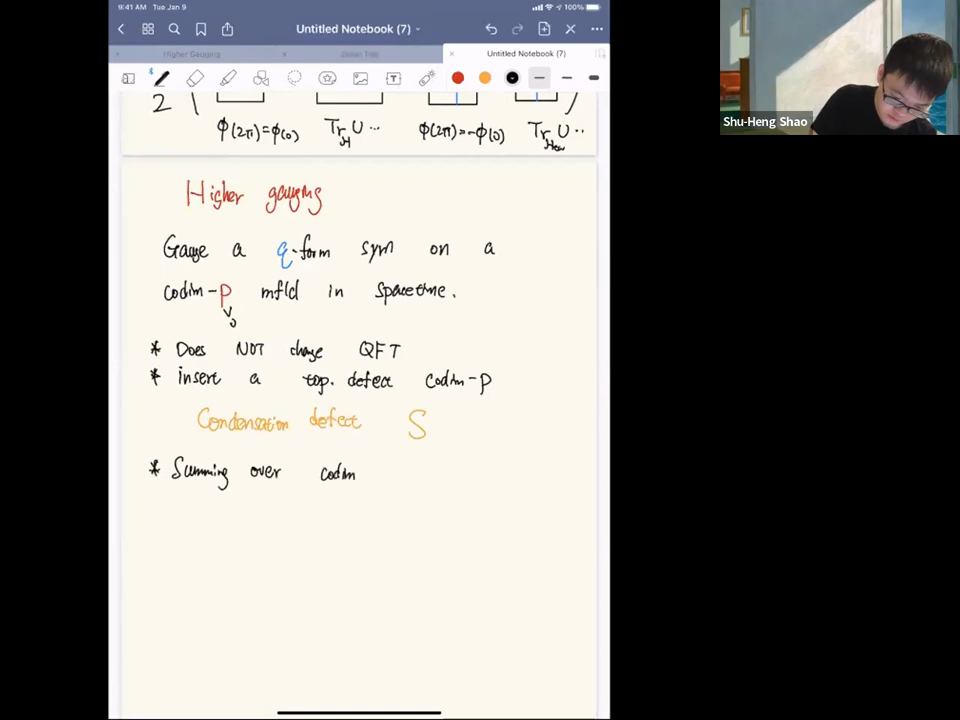 9:41 AM Tue Jan 9
100%
Untitled Notebook (7)
Higher Gauging
Untitled Notebook (7)
2 (
ϕ(2π)=ϕ(0) Tr_H U ... ϕ(2π)=-ϕ(0) U ..
Higher gauging
Gauge a q-form sym on a
codim-p mfld in spacetime.
* Does NOT change QFT
* insert a top. defect codim-p
Condensation defect S
* Summing over codim
Shu-Heng Shao